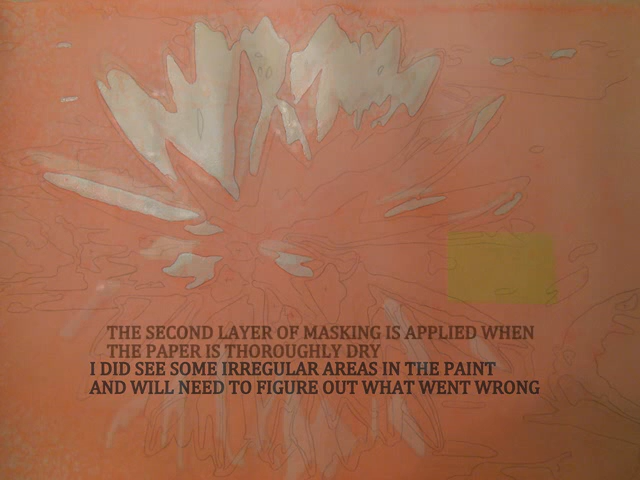 THE SECOND LAYER OF MASKING IS APPLIED WHEN
THE PAPER IS THOROUGHLY DRY
I DID SEE SOME IRREGULAR AREAS IN THE PAINT
AND WILL NEED TO FIGURE OUT WHAT WENT WRONG